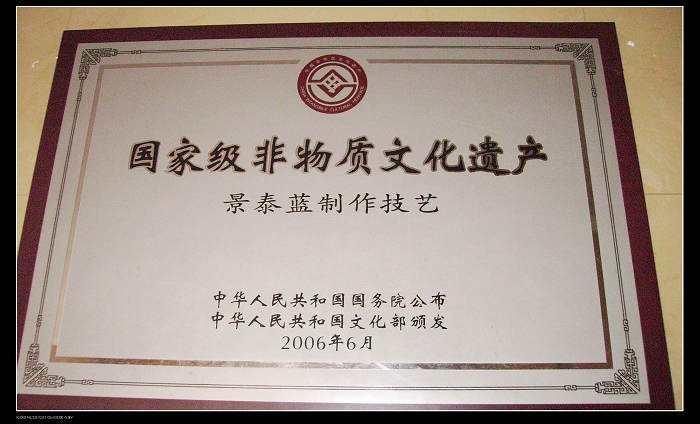 国家级非物质文化遗产
景泰蓝制作技艺
中华人民共和国国务院公布
中华人民共和国文化部颁发
2006年6月